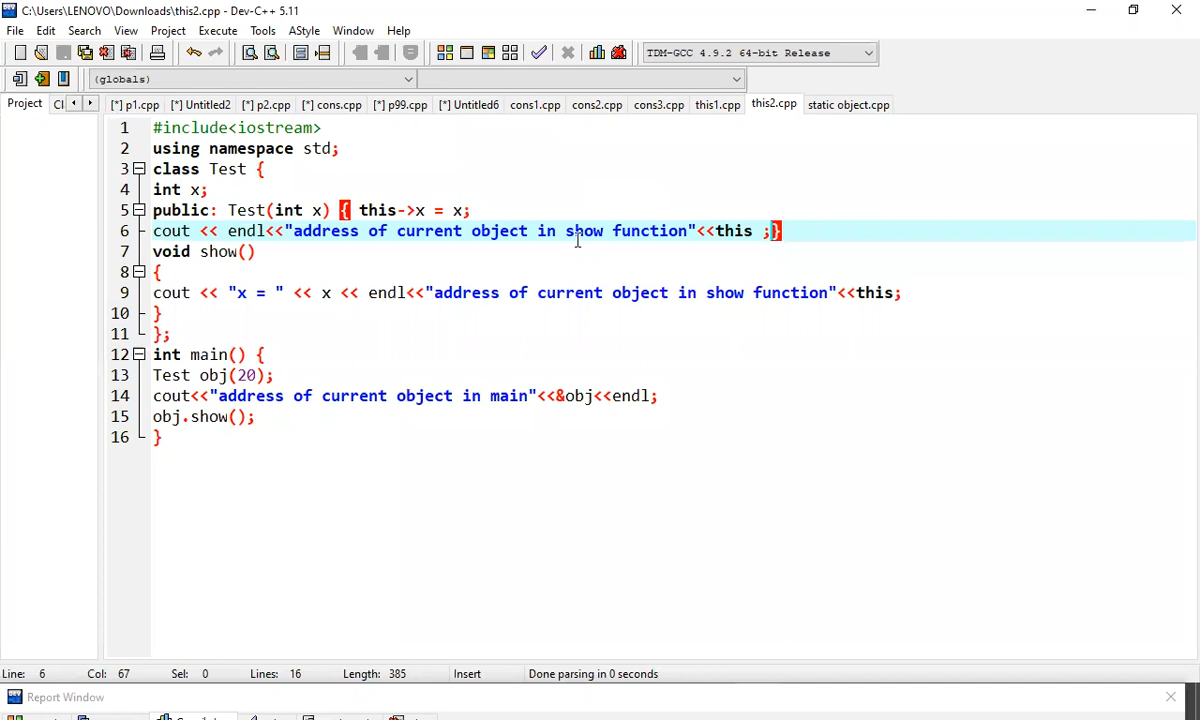 C:\Users\LENOVO\Downloads\this2.cpp - Dev-C++ 5.11
File Edit Search View Project Execute Tools AStyle Window Help
TDM-GCC 4.9.2 64-bit Release
(globals)
Project Cl [*] p1.cpp [*] Untitled2 [*] p2.cpp [*] cons.cpp [*] p99.cpp [*] Untitled6 cons1.cpp cons2.cpp cons3.cpp this1.cpp this2.cpp static object.cpp
1 #include<iostream>
2 using namespace std;
3 class Test {
4 int x;
5 public: Test(int x) { this->x = x;
6 cout << endl<<"address of current object in show function"<<this ;}
7 void show()
8 {
9 cout << "x = " << x << endl<<"address of current object in show function"<<this;
10 }
11 };
12 int main() {
13 Test obj(20);
14 cout<<"address of current object in main"<<&obj<<endl;
15 obj.show();
16 }
Line: 6 Col: 67 Sel: 0 Lines: 16 Length: 385 Insert Done parsing in 0 seconds
Report Window